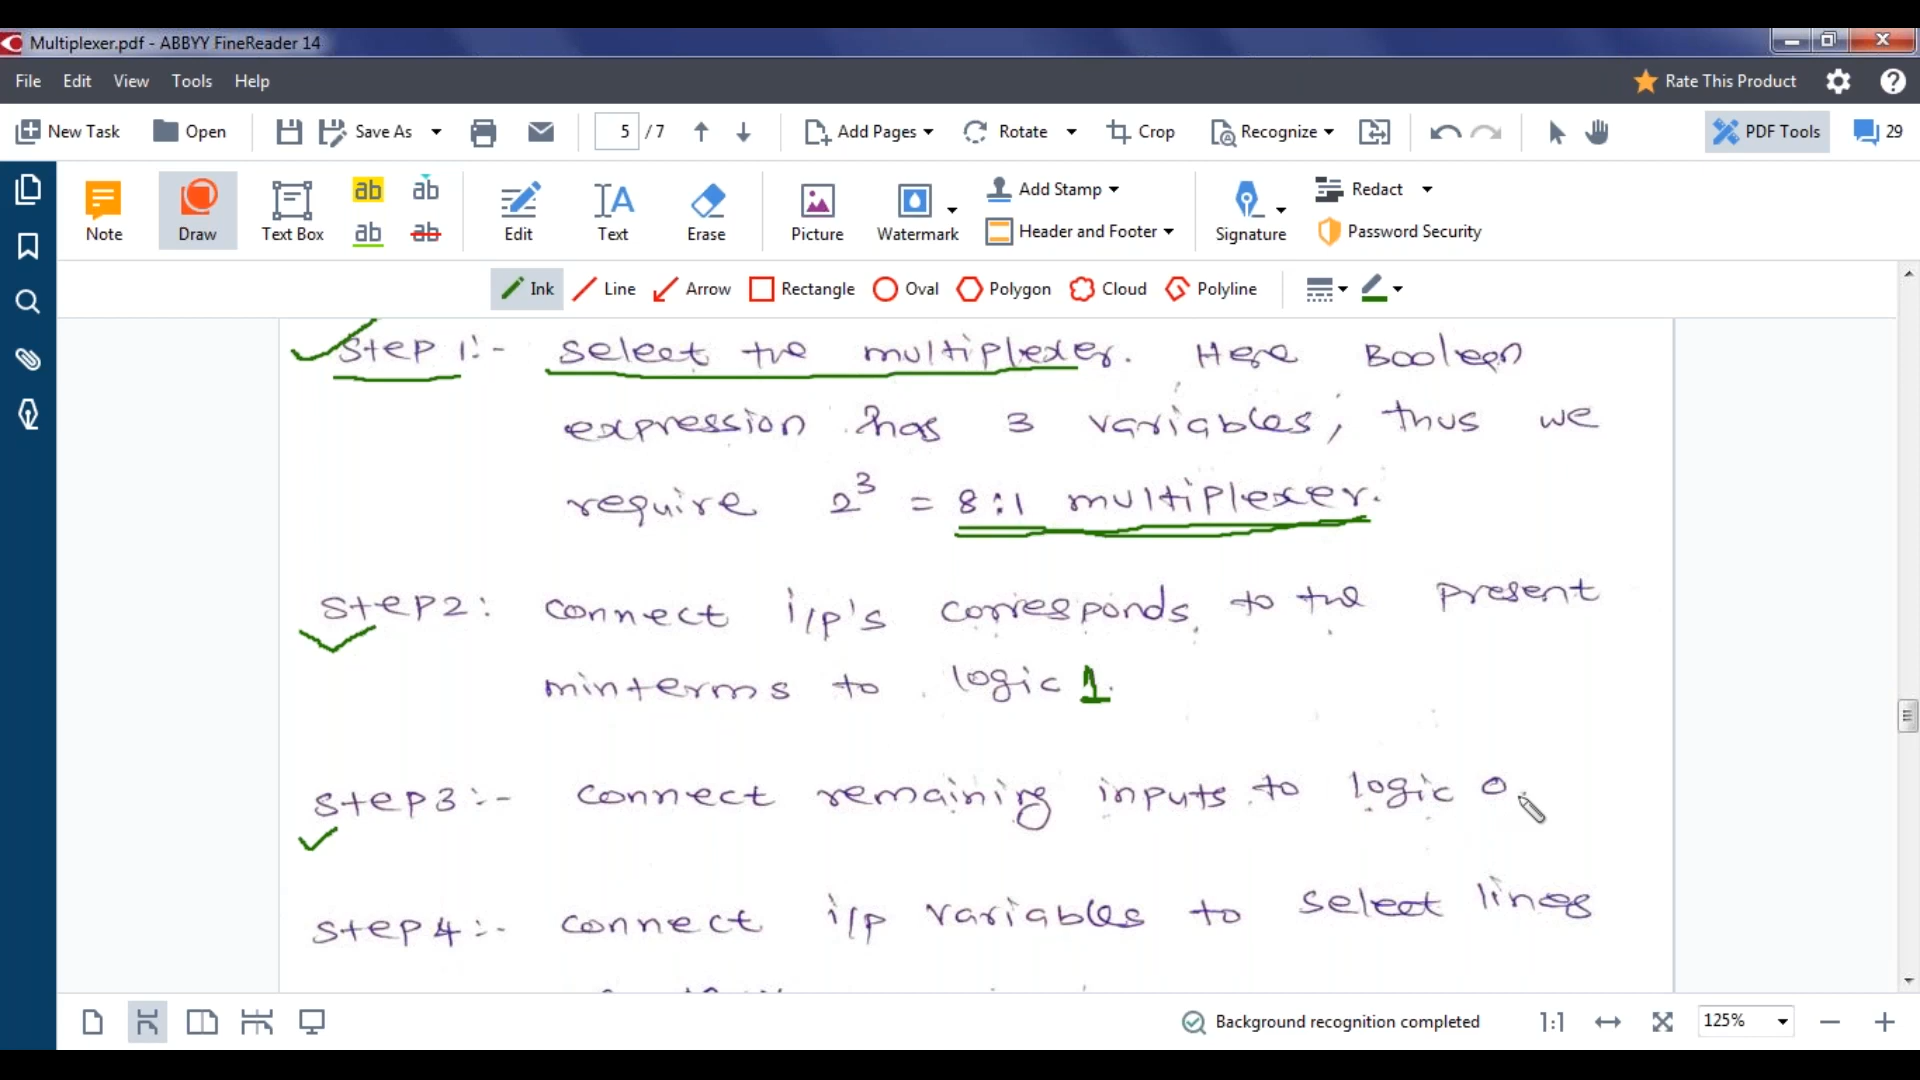 Multiplexer.pdf - ABBYY FineReader 14
File Edit View Tools Help
Rate This Product
New Task Open Save As 5 / 7 Add Pages Rotate Crop Recognize PDF Tools 29
Note Draw Text Box ab ab ab ab Edit Text Erase Picture Watermark Add Stamp Header and Footer Signature Redact Password Security
Ink Line Arrow Rectangle Oval Polygon Cloud Polyline
Step 1:- select the multiplexer. Here Boolean
expression has 3 variables, thus we
require 2³ = 8:1 multiplexer.
Step2: connect i/p's corresponds to the present
minterms to logic 1.
Step3:- connect remaining inputs to logic 0.
Step4:- connect i/p variables to select lines
Background recognition completed 1:1 125%